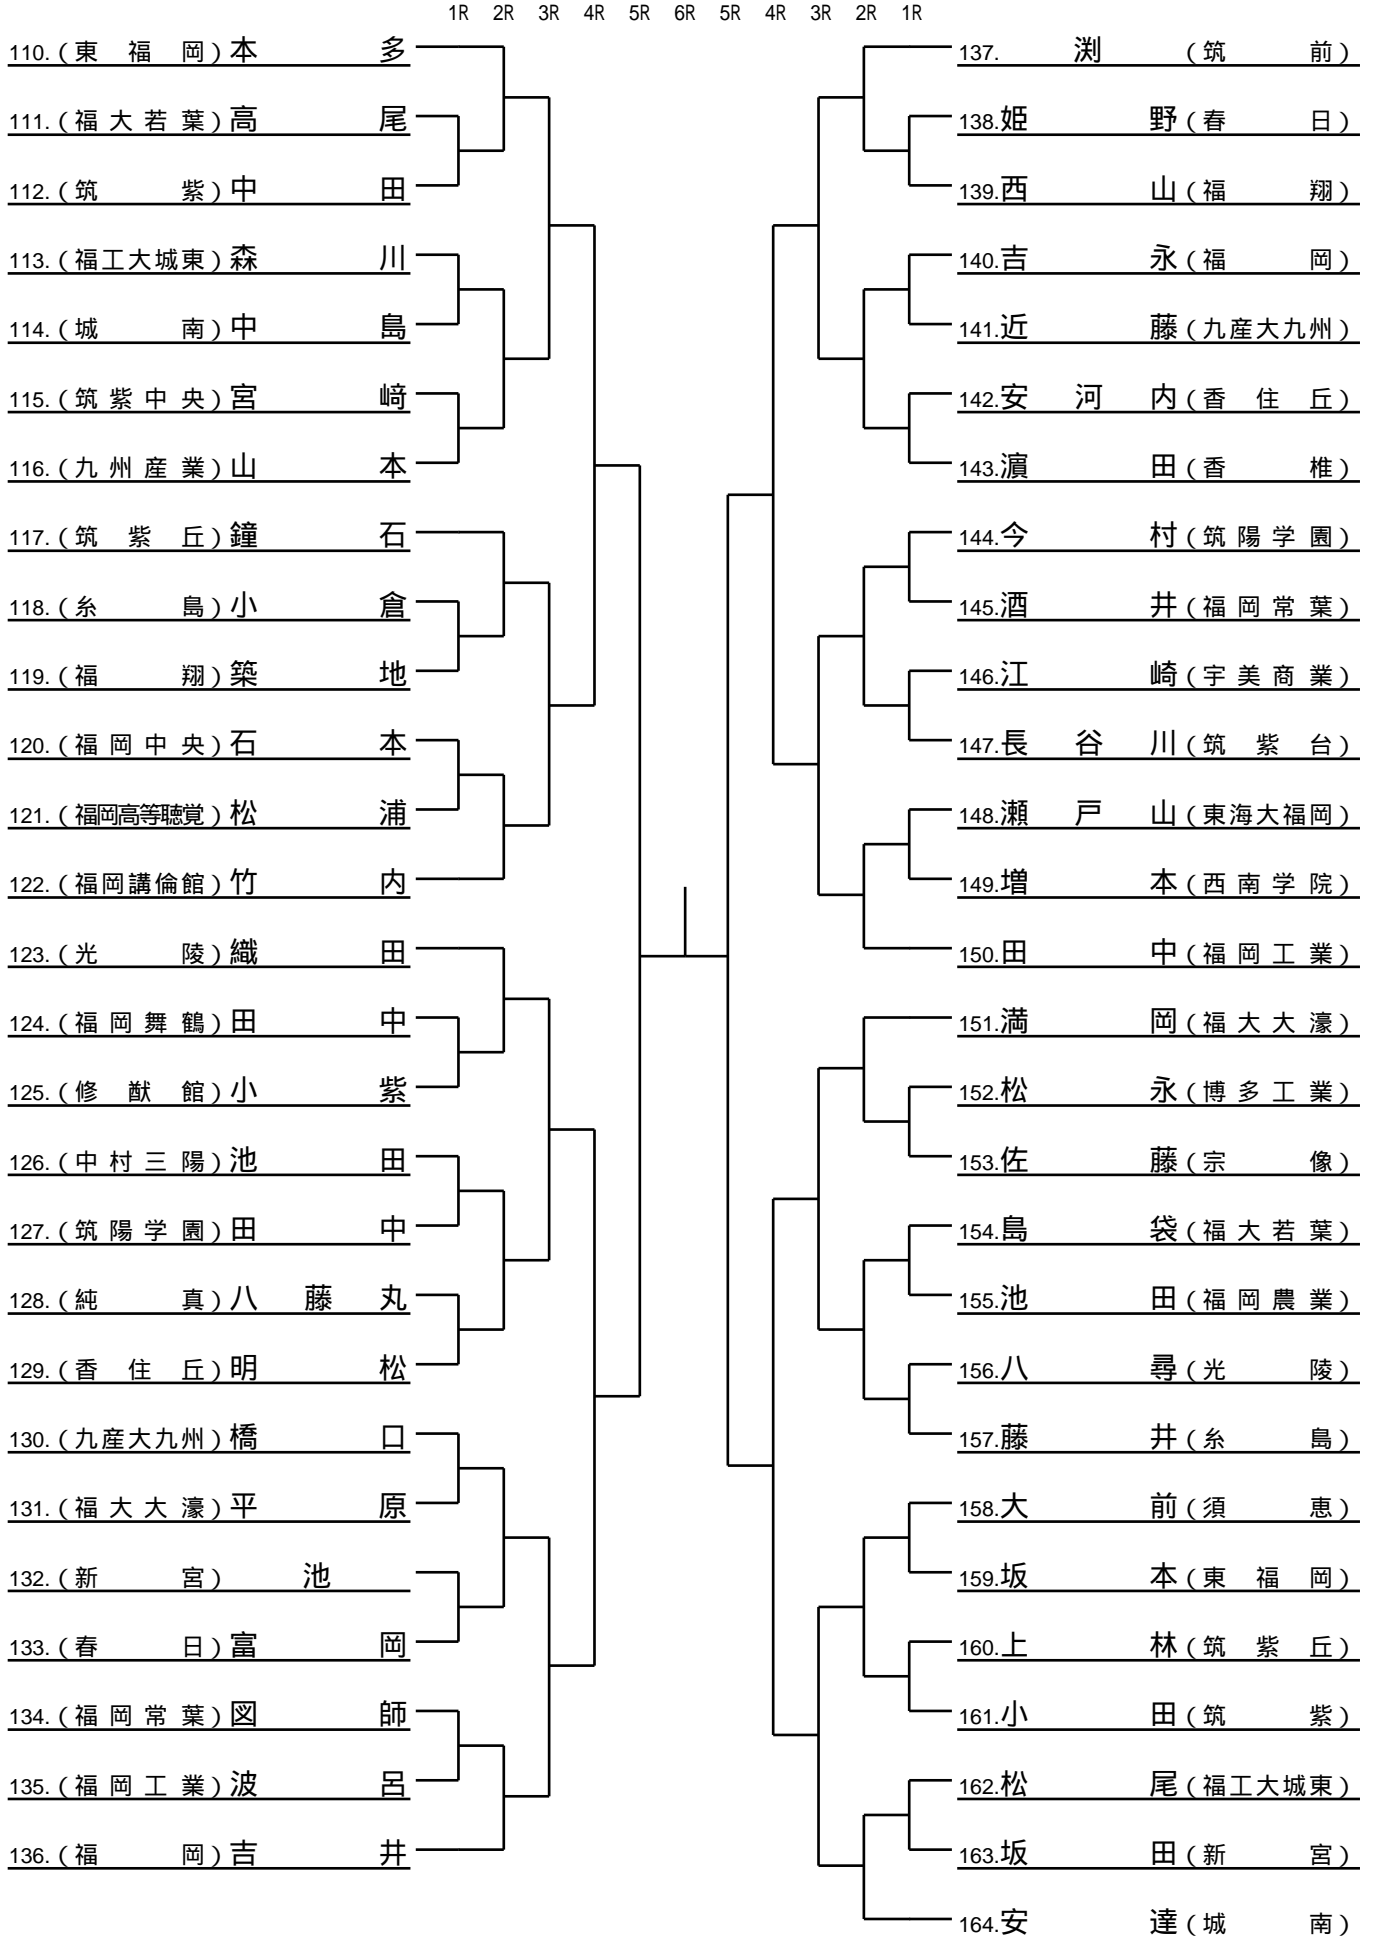 1R 2R 3R 4R 5R 6R 5R 4R 3R 2R 1R
110.(東福岡)本多
111.(福大若葉)高尾
112.(筑紫)中田
113.(福工大城東)森川
114.(城南)中島
115.(筑紫中央)宮﨑
116.(九州産業)山本
117.(筑紫丘)鐘石
118.(糸島)小倉
119.(福翔)築地
120.(福岡中央)石本
121.(福岡高等聴覚)松浦
122.(福岡講倫館)竹内
123.(光陵)織田
124.(福岡舞鶴)田中
125.(修猷館)小紫
126.(中村三陽)池田
127.(筑陽学園)田中
128.(純真)八藤丸
129.(香住丘)明松
130.(九産大九州)橋口
131.(福大大濠)平原
132.(新宮)池
133.(春日)富岡
134.(福岡常葉)図師
135.(福岡工業)波呂
136.(福岡)吉井
137.渕(筑前)
138.姫野(春日)
139.西山(福翔)
140.吉永(福岡)
141.近藤(九産大九州)
142.安河内(香住丘)
143.濵田(香椎)
144.今村(筑陽学園)
145.酒井(福岡常葉)
146.江崎(宇美商業)
147.長谷川(筑紫台)
148.瀬戸山(東海大福岡)
149.増本(西南学院)
150.田中(福岡工業)
151.満岡(福大大濠)
152.松永(博多工業)
153.佐藤(宗像)
154.島袋(福大若葉)
155.池田(福岡農業)
156.八尋(光陵)
157.藤井(糸島)
158.大前(須恵)
159.坂本(東福岡)
160.上林(筑紫丘)
161.小田(筑紫)
162.松尾(福工大城東)
163.坂田(新宮)
164.安達(城南)